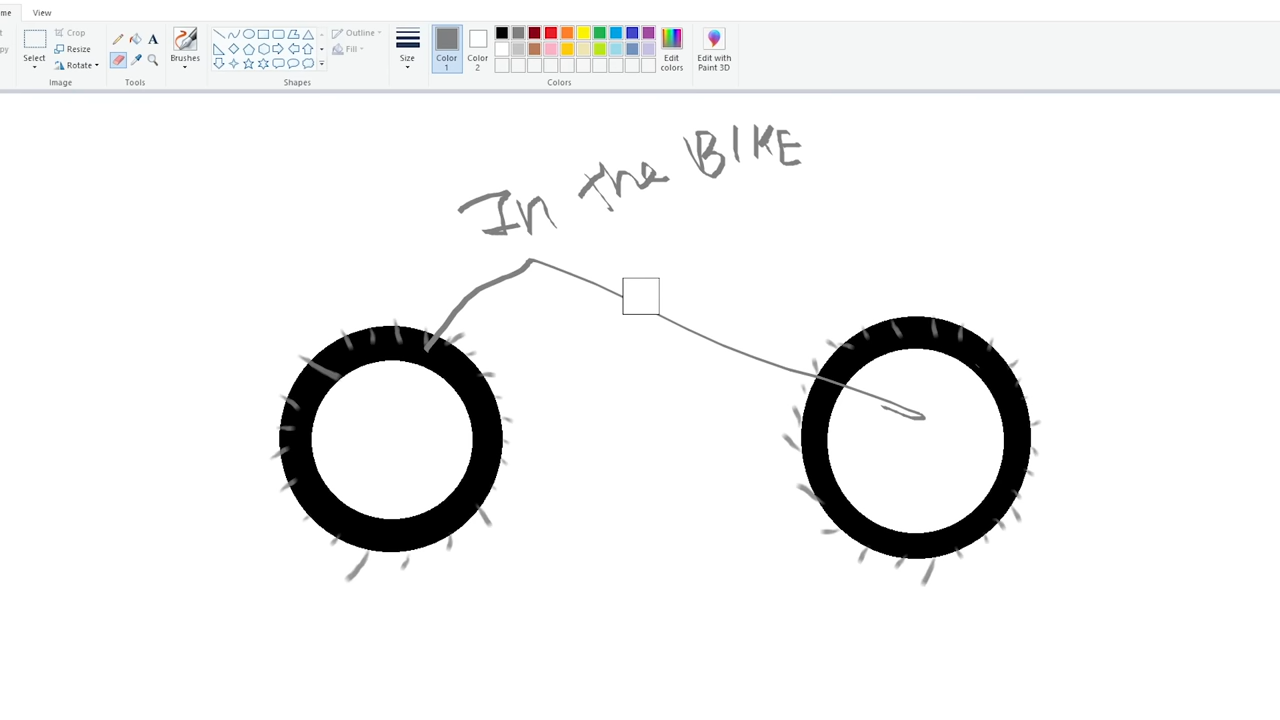 me
View
Crop
Resize
Rotate
Select
Image
Tools
Brushes
Shapes
Outline
Fill
Size
Color 1
Color 2
Colors
Edit colors
Edit with Paint 3D
In the BIKE